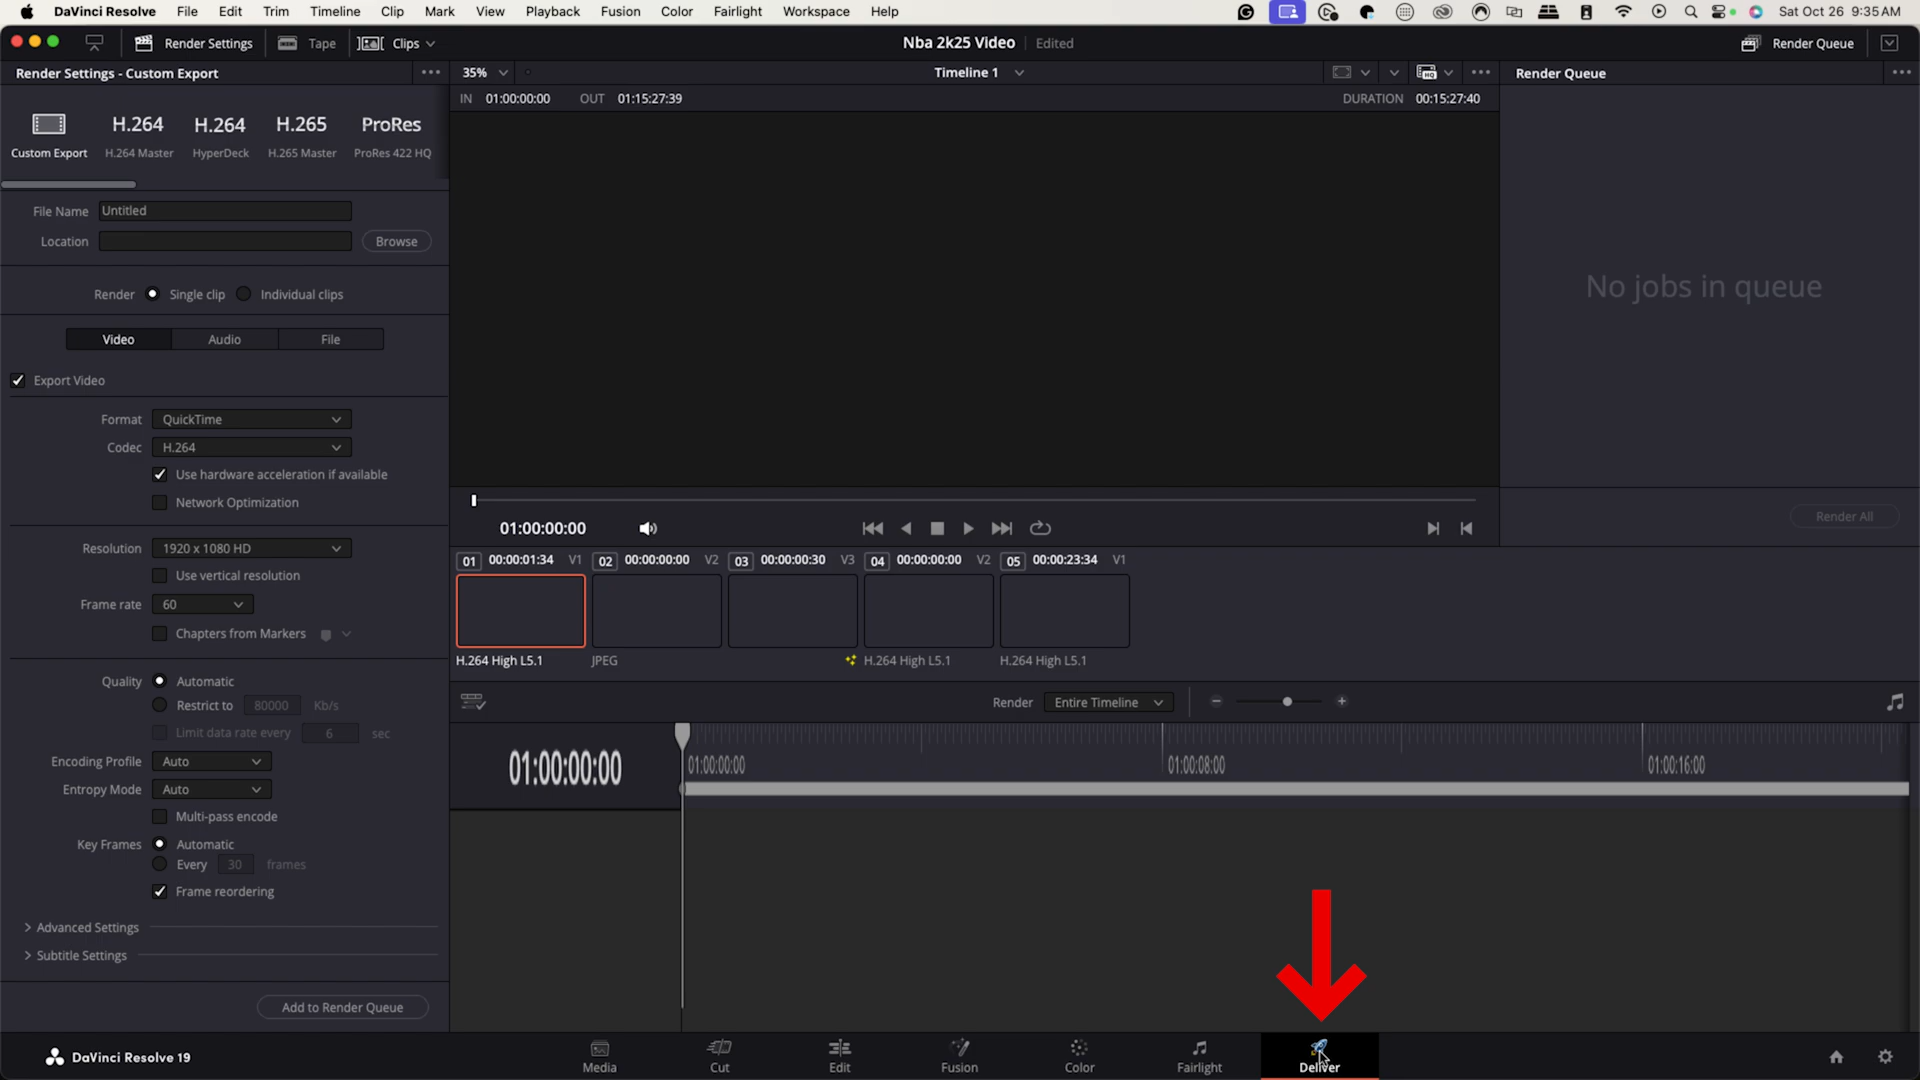 DaVinci Resolve File Edit Trim Timeline Clip Mark View Playback Fusion Color Fairlight Workspace Help Sat Oct 26 9:35 AM
Render Settings Tape Clips Nba 2k25 Video Edited Render Queue
Render Settings - Custom Export 35% Timeline 1 Render Queue
IN 01:00:00:00 OUT 01:15:27:39 DURATION 00:15:27:40
H.264 H.264 H.265 ProRes
Custom Export H.264 Master HyperDeck H.265 Master ProRes 422 HQ
File Name Untitled
Location Browse
No jobs in queue
Render Single clip Individual clips
Video Audio File
Export Video
Format QuickTime
Codec H.264
Use hardware acceleration if available
Network Optimization
Render All
01:00:00:00
Resolution 1920 x 1080 HD
01 00:00:01:34 V1 02 00:00:00:00 V2 03 00:00:00:30 V3 04 00:00:00:00 V2 05 00:00:23:34 V1
Use vertical resolution
Frame rate 60
Chapters from Markers
H.264 High L5.1 JPEG H.264 High L5.1 H.264 High L5.1
Quality Automatic
Restrict to 80000 Kb/s
Render Entire Timeline
Limit data rate every 6 sec
Encoding Profile Auto
01:00:00:00 01:00:00:00 01:00:08:00 01:00:16:00
Entropy Mode Auto
Multi-pass encode
Key Frames Automatic
Every 30 frames
Frame reordering
Advanced Settings
Subtitle Settings
Add to Render Queue
DaVinci Resolve 19
Media Cut Edit Fusion Color Fairlight Deliver